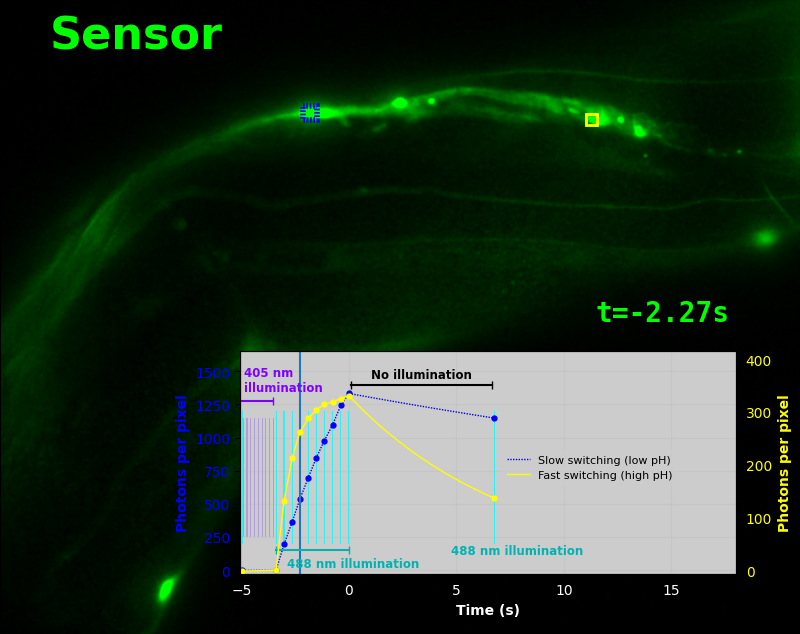 Sensor
t=-2.27s
405 nm
illumination
No illumination
Slow switching (low pH)
Fast switching (high pH)
488 nm illumination
488 nm illumination
Photons per pixel
1500
1250
1000
750
500
250
0
Photons per pixel
400
300
200
100
0
−5 0 5 10 15
Time (s)